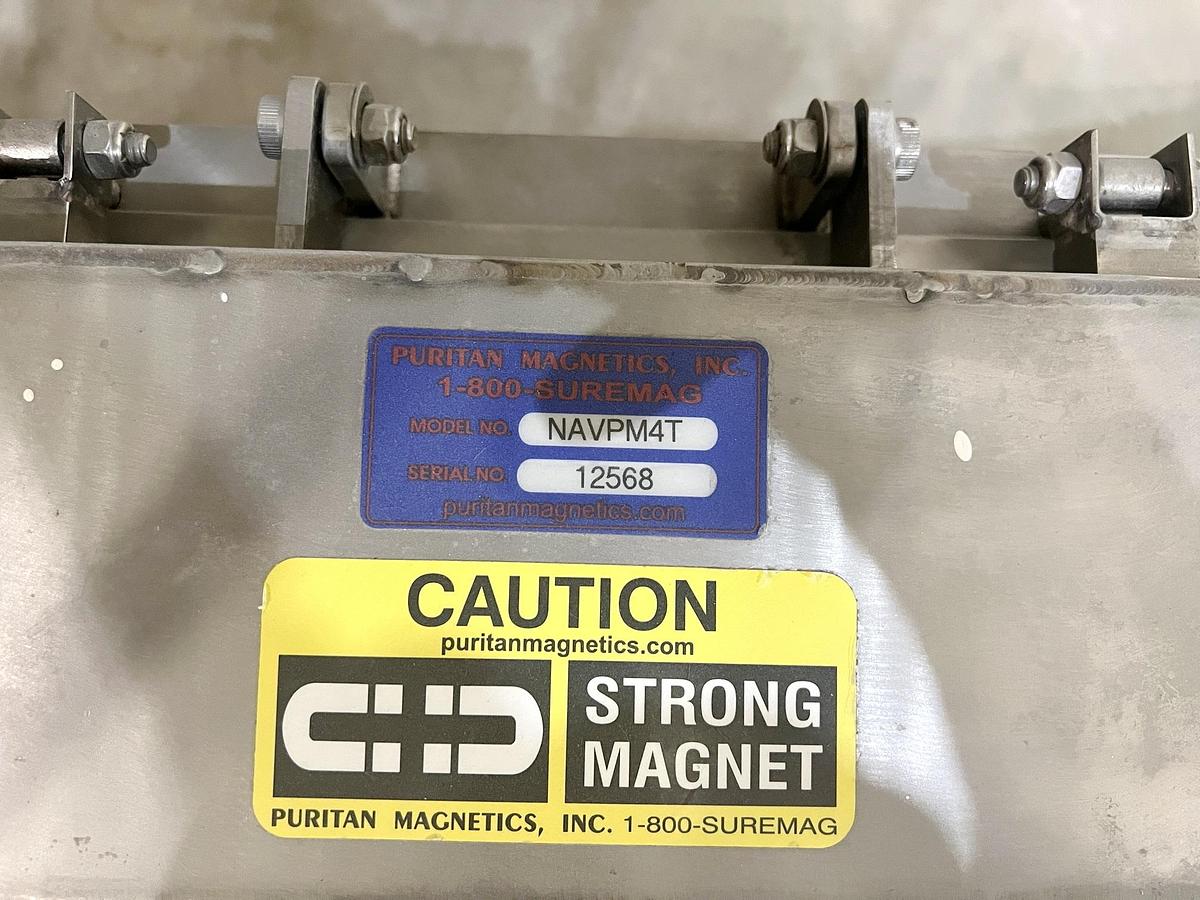 PURITAN MAGNETICS, INC.
1-800-SUREMAG
MODEL NO. NAVPM4T
SERIAL NO. 12568
puritanmagnetics.com
CAUTION
puritanmagnetics.com
STRONG
MAGNET
PURITAN MAGNETICS, INC. 1-800-SUREMAG